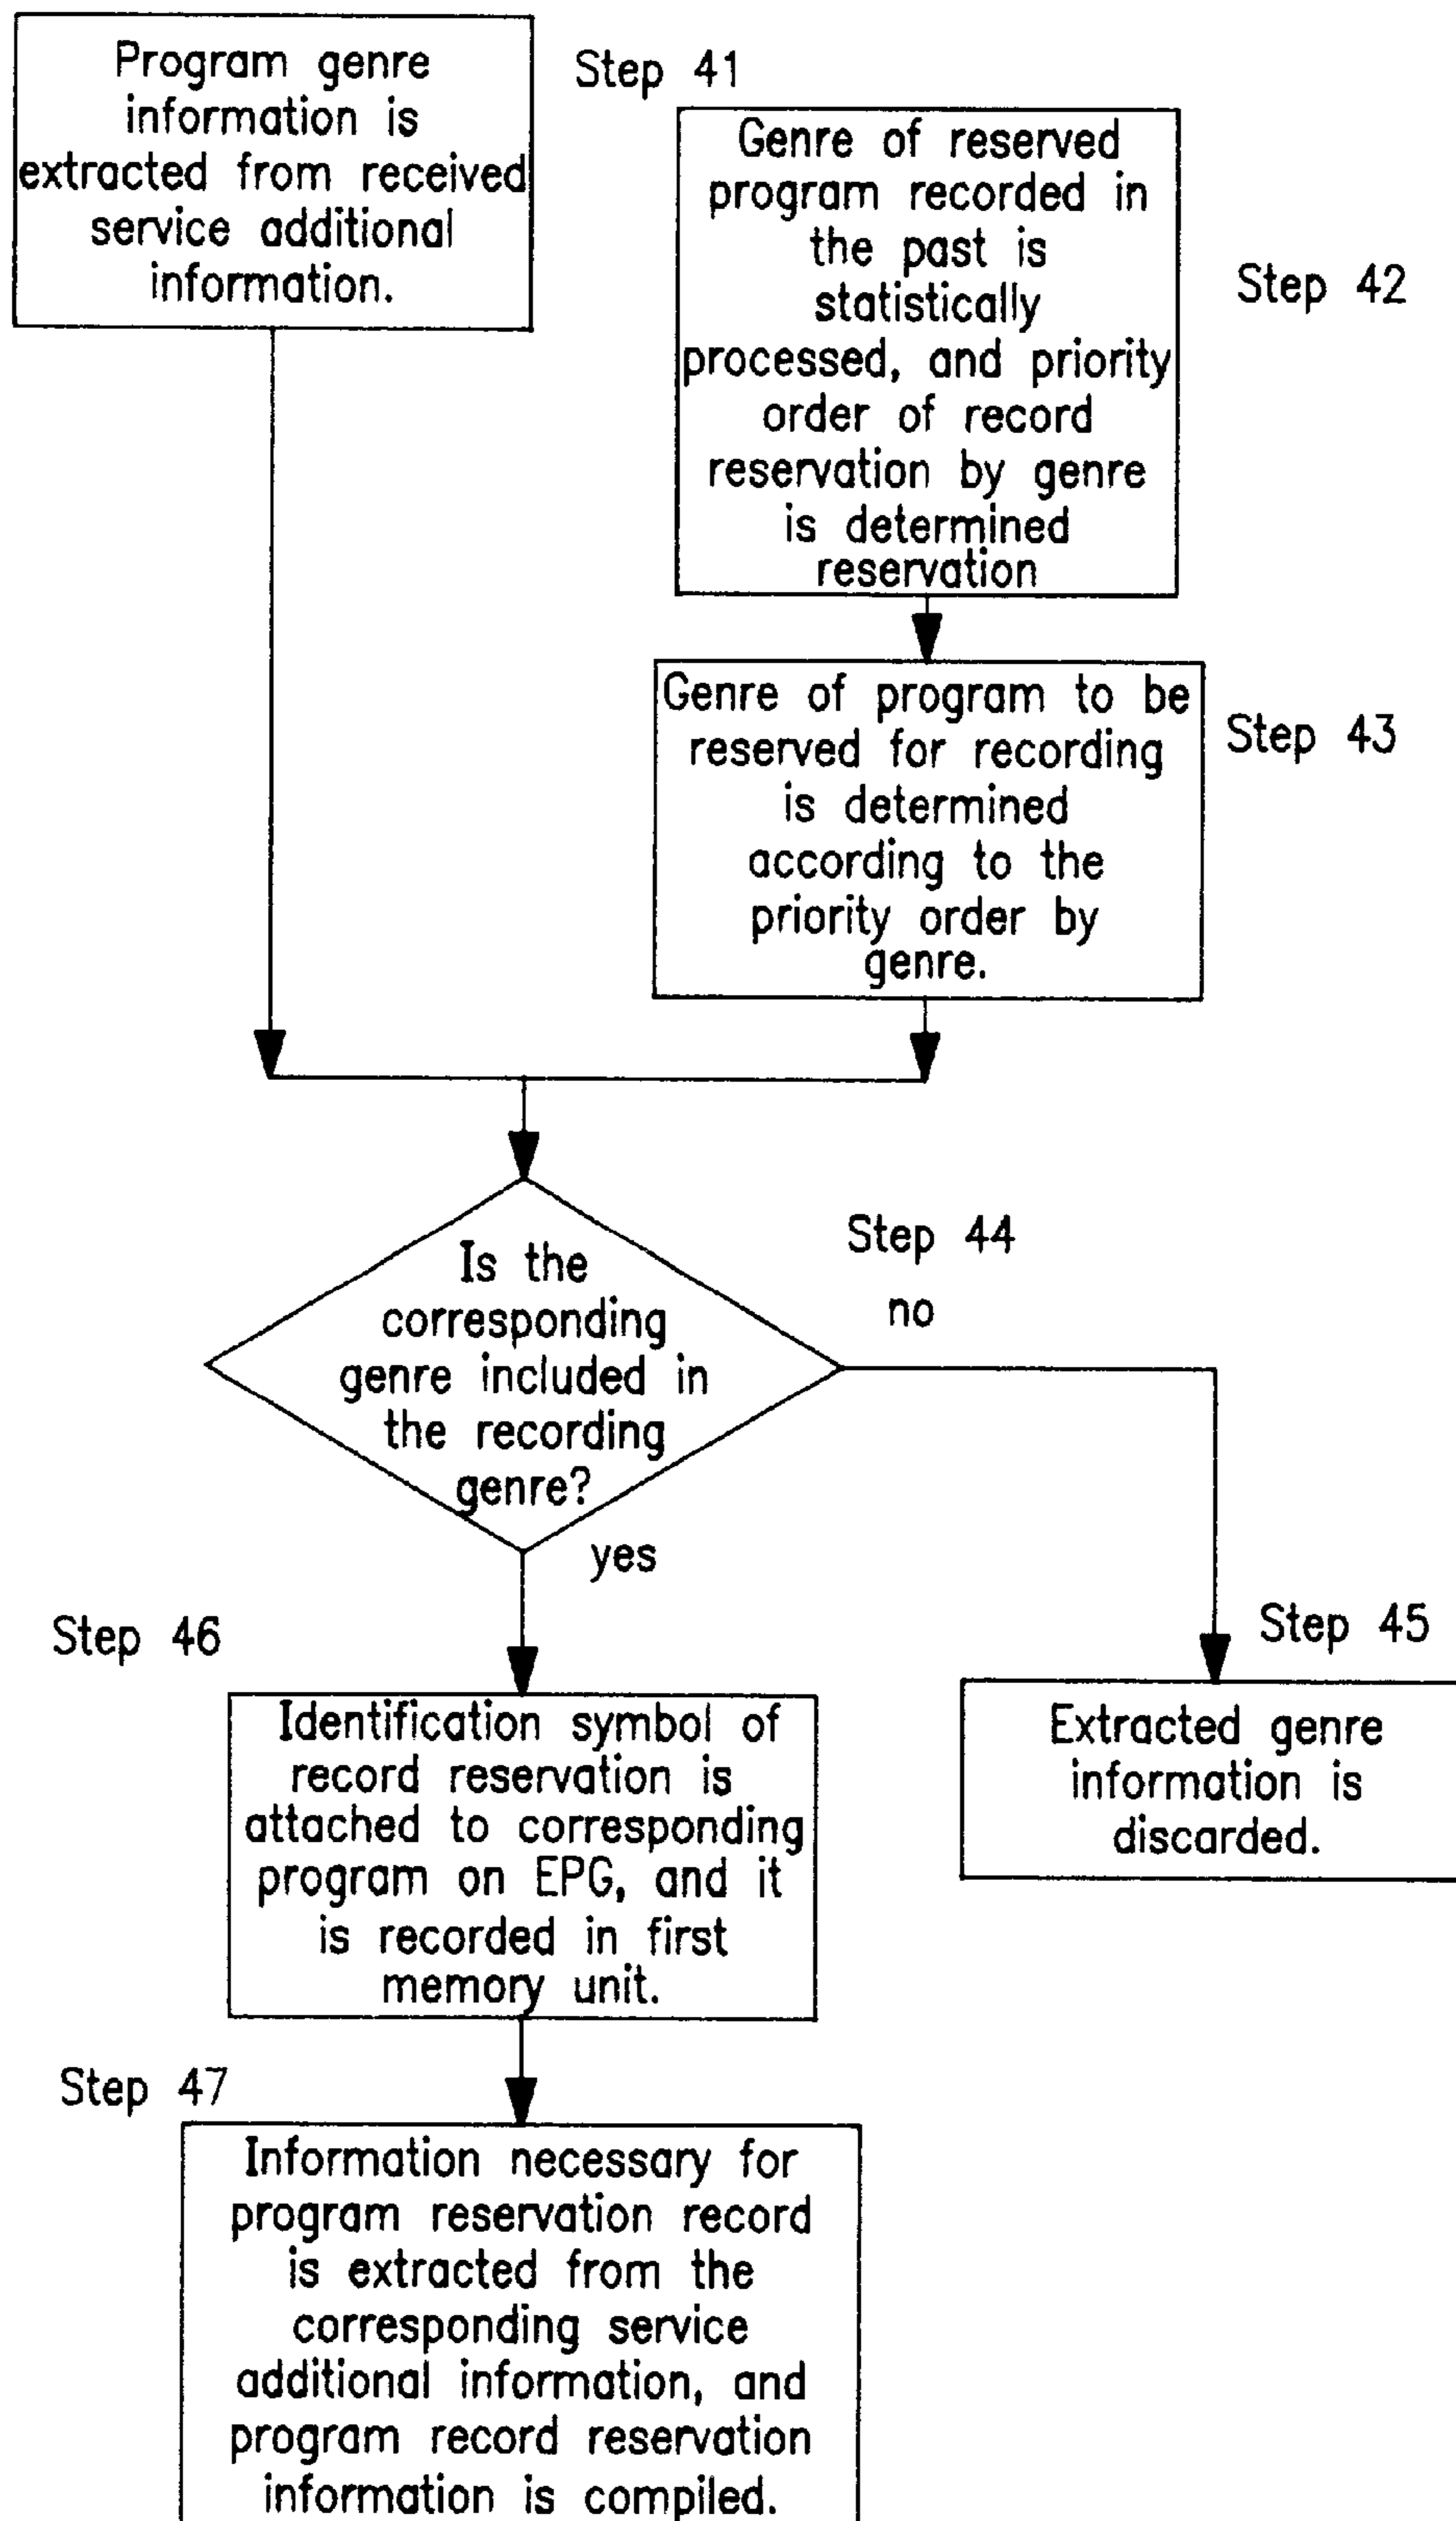 Program genre
information is
extracted from received
service additional
information.
Step 41
Genre of reserved
program recorded in
the past is
statistically
processed, and priority
order of record
reservation by genre
is determined
reservation
Step 42
Genre of program to be
reserved for recording
is determined
according to the
priority order by
genre.
Step 43
Is the
corresponding
genre included in
the recording
genre?
Step 44
no
yes
Step 45
Extracted genre
information is
discarded.
Step 46
Identification symbol of
record reservation is
attached to corresponding
program on EPG, and it
is recorded in first
memory unit.
Step 47
Information necessary for
program reservation record
is extracted from the
corresponding service
additional information, and
program record reservation
information is compiled.